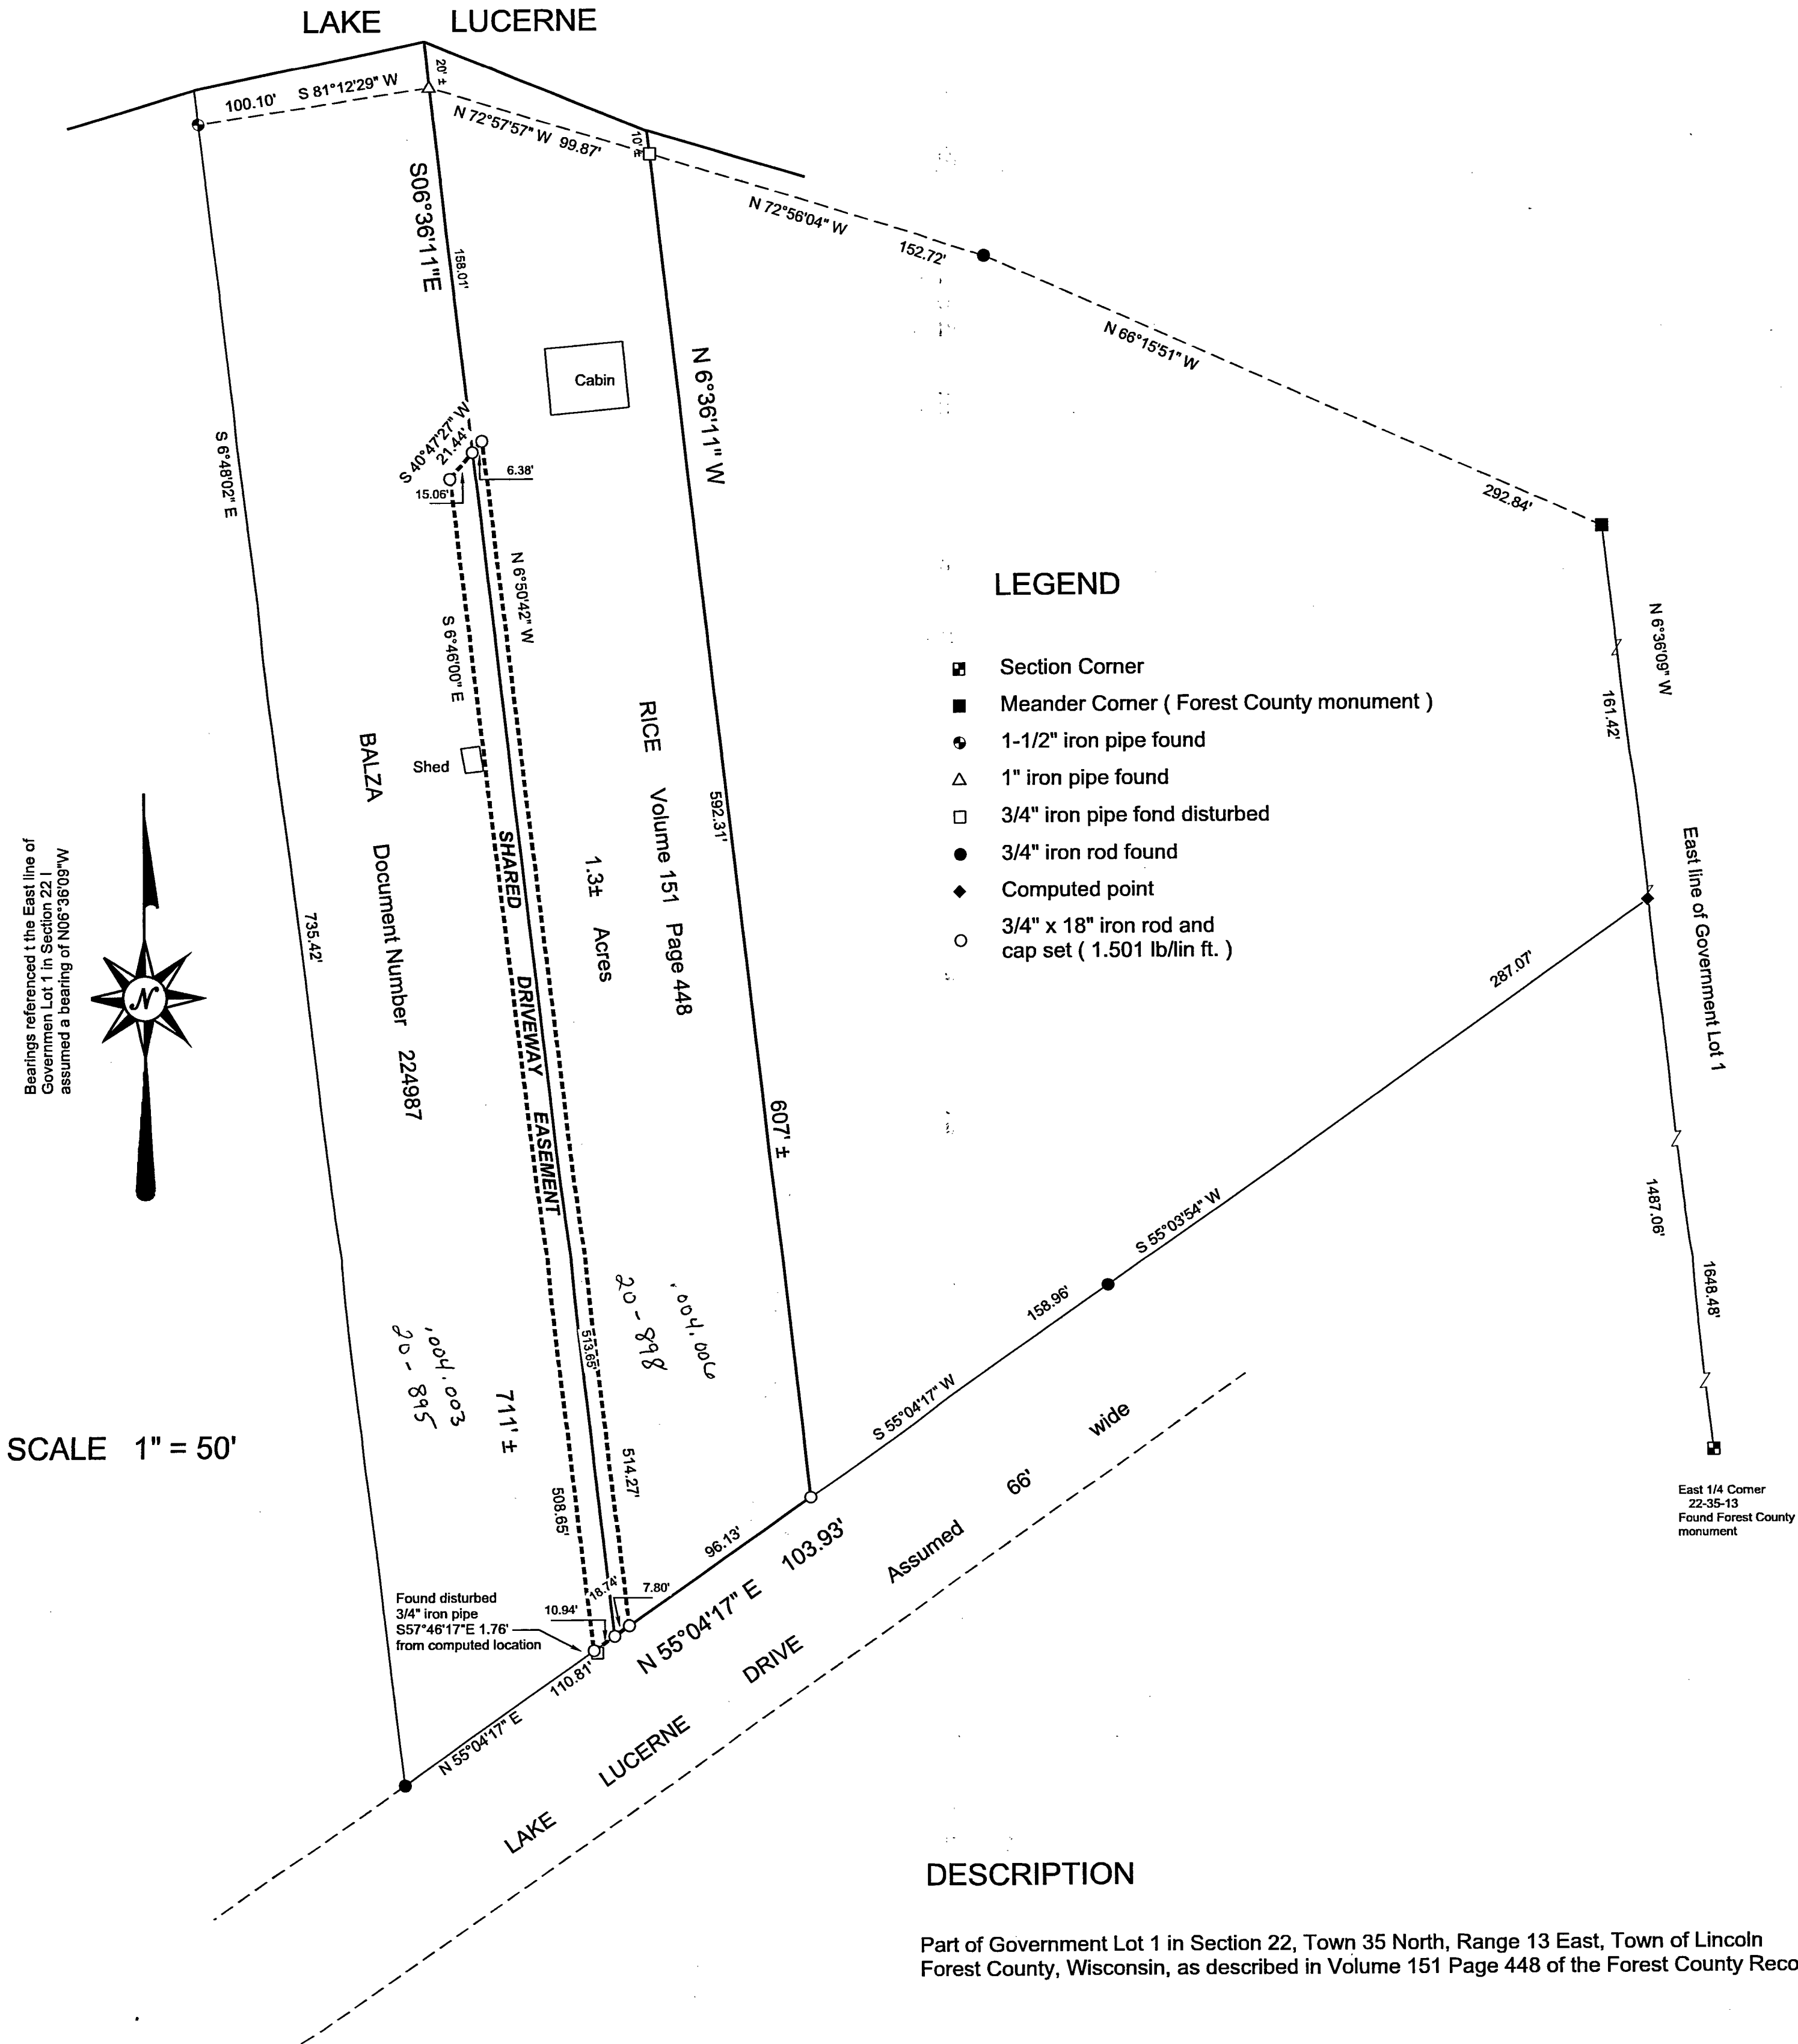 LAKE LUCERNE
20' ±
100.10' S 81°12'29" W
N 72°57'57" W 99.87'
10' ±
N 72°56'04" W
152.72'
S06°36'11"E
158.01'
N 66°15'51" W
292.84'
Cabin
N 6°36'11" W
S 40°47'27" W
21.44'
6.38'
15.06'
S 6°48'02" E
N 6°50'42" W
S 6°46'00" E
LEGEND
Section Corner
Meander Corner ( Forest County monument )
1-1/2" iron pipe found
1" iron pipe found
3/4" iron pipe fond disturbed
3/4" iron rod found
Computed point
3/4" x 18" iron rod and
cap set ( 1.501 lb/lin ft. )
N 6°36'09" W
161.42'
East line of Government Lot 1
287.07'
1487.06'
1648.48'
East 1/4 Corner
22-35-13
Found Forest County
monument
BALZA Document Number 224987
Shed
RICE Volume 151 Page 448
592.31'
1.3± Acres
SHARED DRIVEWAY EASEMENT
735.42'
607' ±
Bearings referenced t the East line of
Governmen Lot 1 in Section 22 I
assumed a bearing of N06°36'09"W
N
S 55°03'54" W
158.96'
S 55°04'17" W
.004.006
20-898
513.65'
.004.003
20-895
711' ±
514.27'
508.65'
SCALE 1" = 50'
96.13'
N 55°04'17" E 103.93'
18.74'
7.80'
10.94'
Found disturbed
3/4" iron pipe
S57°46'17"E 1.76'
from computed location
110.81'
N 55°04'17" E
LAKE LUCERNE DRIVE Assumed 66' wide
DESCRIPTION
Part of Government Lot 1 in Section 22, Town 35 North, Range 13 East, Town of Lincoln
Forest County, Wisconsin, as described in Volume 151 Page 448 of the Forest County Reco